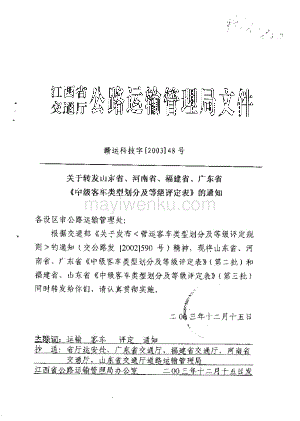 江西省
交通厅 公路运输管理局文件
赣运科技字[2003]48号
关于转发山东省、河南省、福建省、广东省
《中级客车类型划分及等级评定表》的通知
各设区市公路运输管理处:
根据交通部《关于发布<营运客车类型划分及等级评定规
则>的通知(交公路发[2002]590号)精神,现将山东省、河南
省、广东省《中级客车类型划分及等级评定表》(第二批)和
福建省、山东省《中级客车类型划分及等级评定表》(第三批)
同时转发给你们,请认真贯彻实施。
二00三年十二月十五日
主题词:运输 客车 评定 通知
抄送:省厅运安处、广东省交通厅、福建省交通厅、河南省
交通厅、山东省交通厅道路运输管理局
江西省公路运输管理局办公室 二00三年十二月十五日发